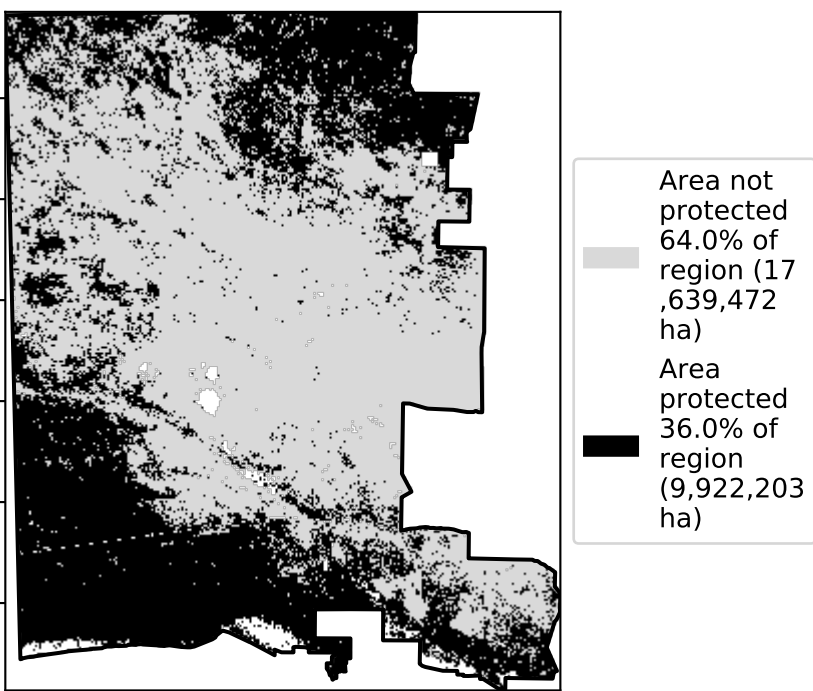 Area not
protected
64.0% of
region (17
,639,472
ha)
Area
protected
36.0% of
region
(9,922,203
ha)